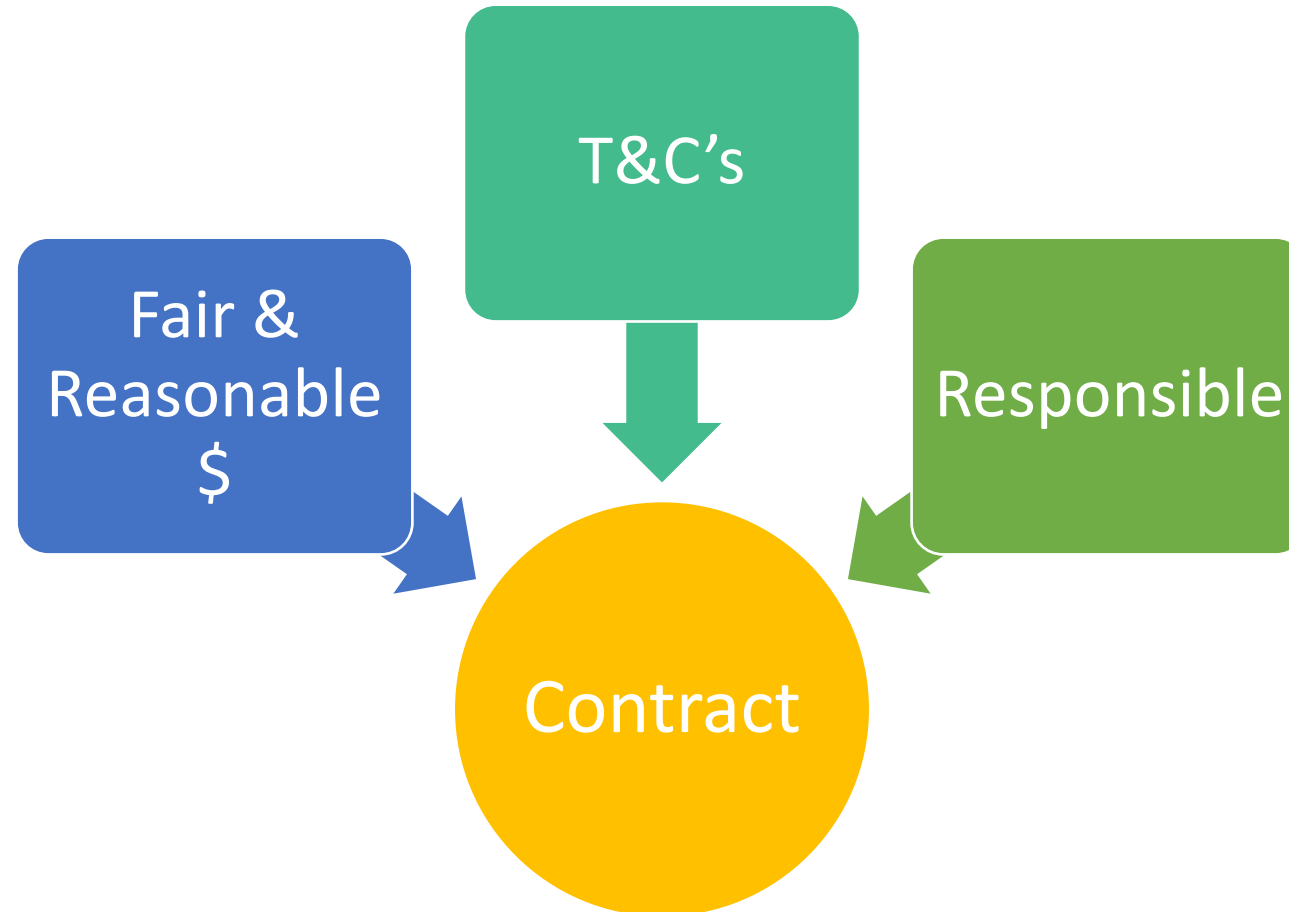 T&C’s
Fair &
Reasonable
$
Responsible
Contract